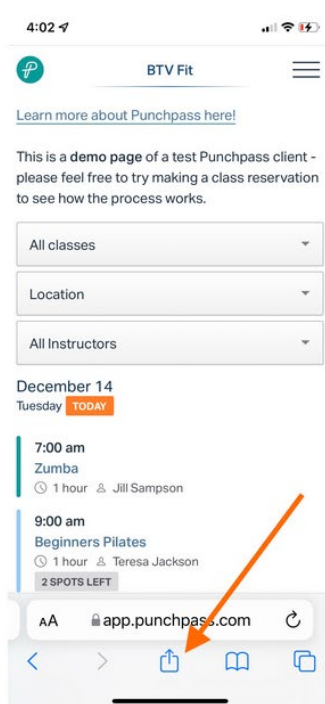 4:02
BTV Fit
Learn more about Punchpass here!
This is a demo page of a test Punchpass client -
please feel free to try making a class reservation
to see how the process works.
All classes
Location
All Instructors
December 14
Tuesday TODAY
7:00 am
Zumba
1 hour Jill Sampson
9:00 am
Beginners Pilates
1 hour Teresa Jackson
2 SPOTS LEFT
AA app.punchpass.com